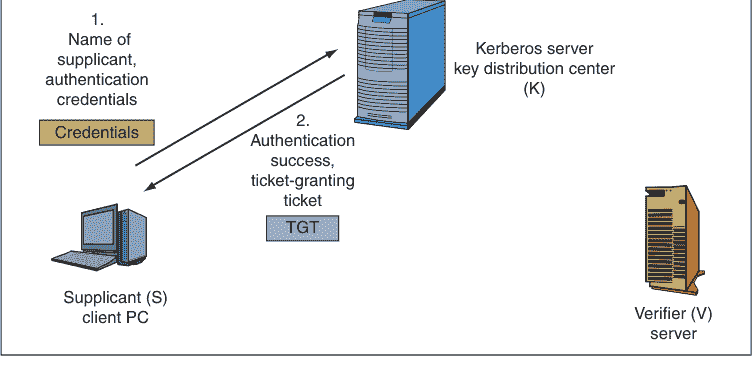 1.
Name of
supplicant,
authentication
credentials
Credentials
Kerberos server
key distribution center
(K)
2.
Authentication
success,
ticket-granting
ticket
TGT
Supplicant (S)
client PC
Verifier (V)
server